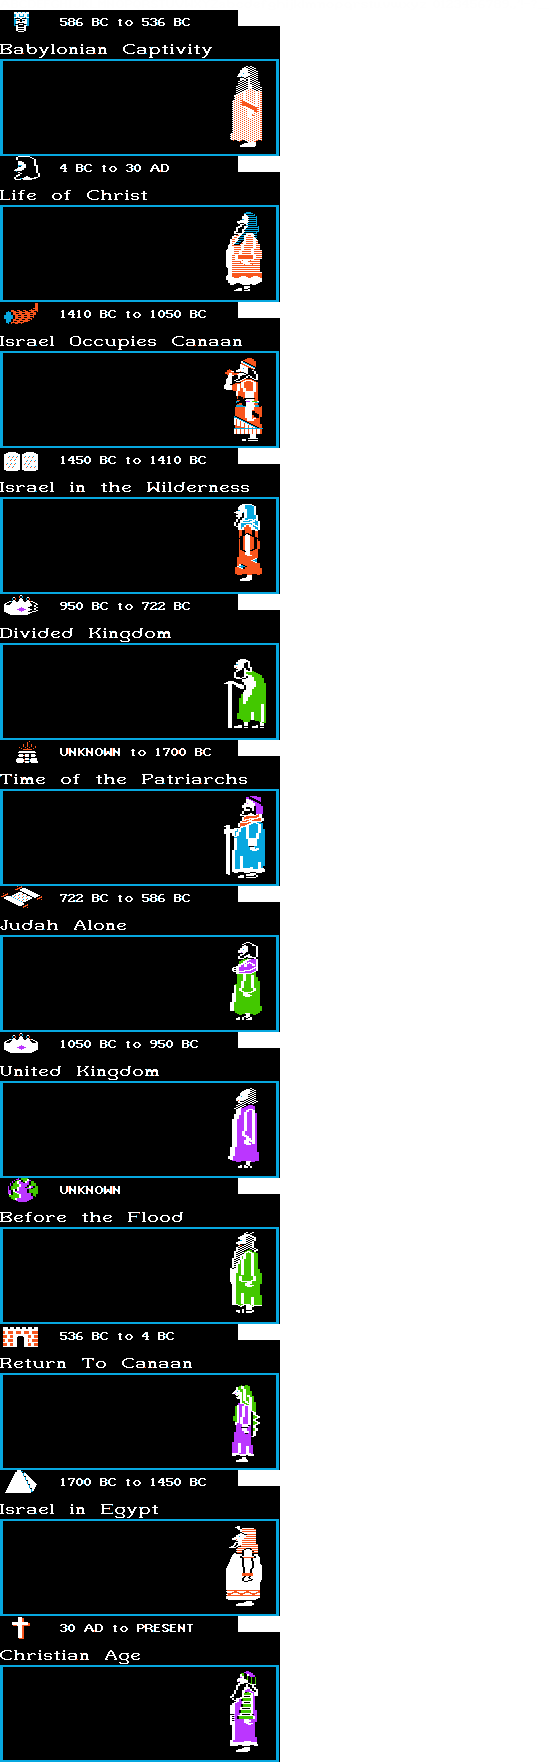 586 BC to 536 BC
Babylonian Captivity
4 BC to 30 AD
Life of Christ
1410 BC to 1050 BC
Israel Occupies Canaan
1450 BC to 1410 BC
Israel in the Wilderness
950 BC to 722 BC
Divided Kingdom
UNKNOWN to 1700 BC
Time of the Patriarchs
722 BC to 586 BC
Judah Alone
1050 BC to 950 BC
United Kingdom
UNKNOWN
Before the Flood
536 BC to 4 BC
Return To Canaan
1700 BC to 1450 BC
Israel in Egypt
30 AD to PRESENT
Christian Age